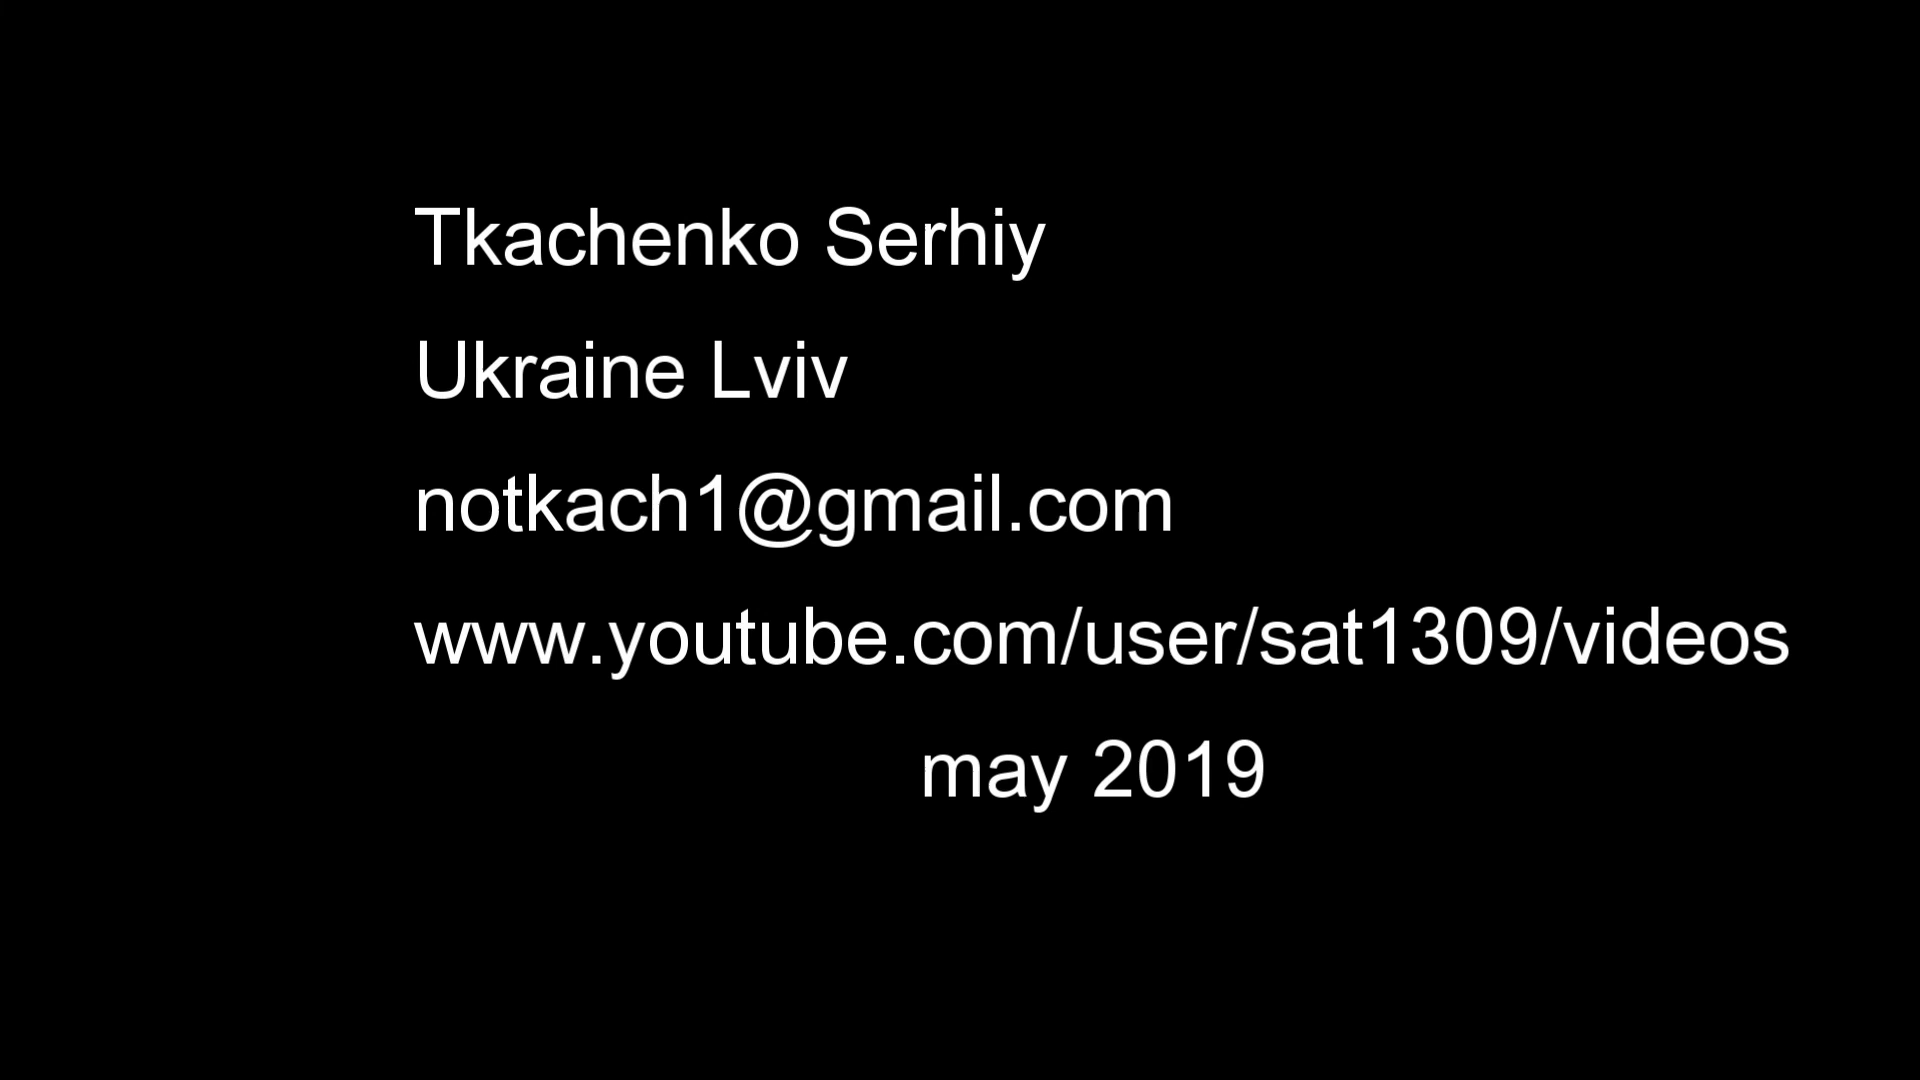 Tkachenko Serhiy
Ukraine Lviv
notkach1@gmail.com
www.youtube.com/user/sat1309/videos
may 2019